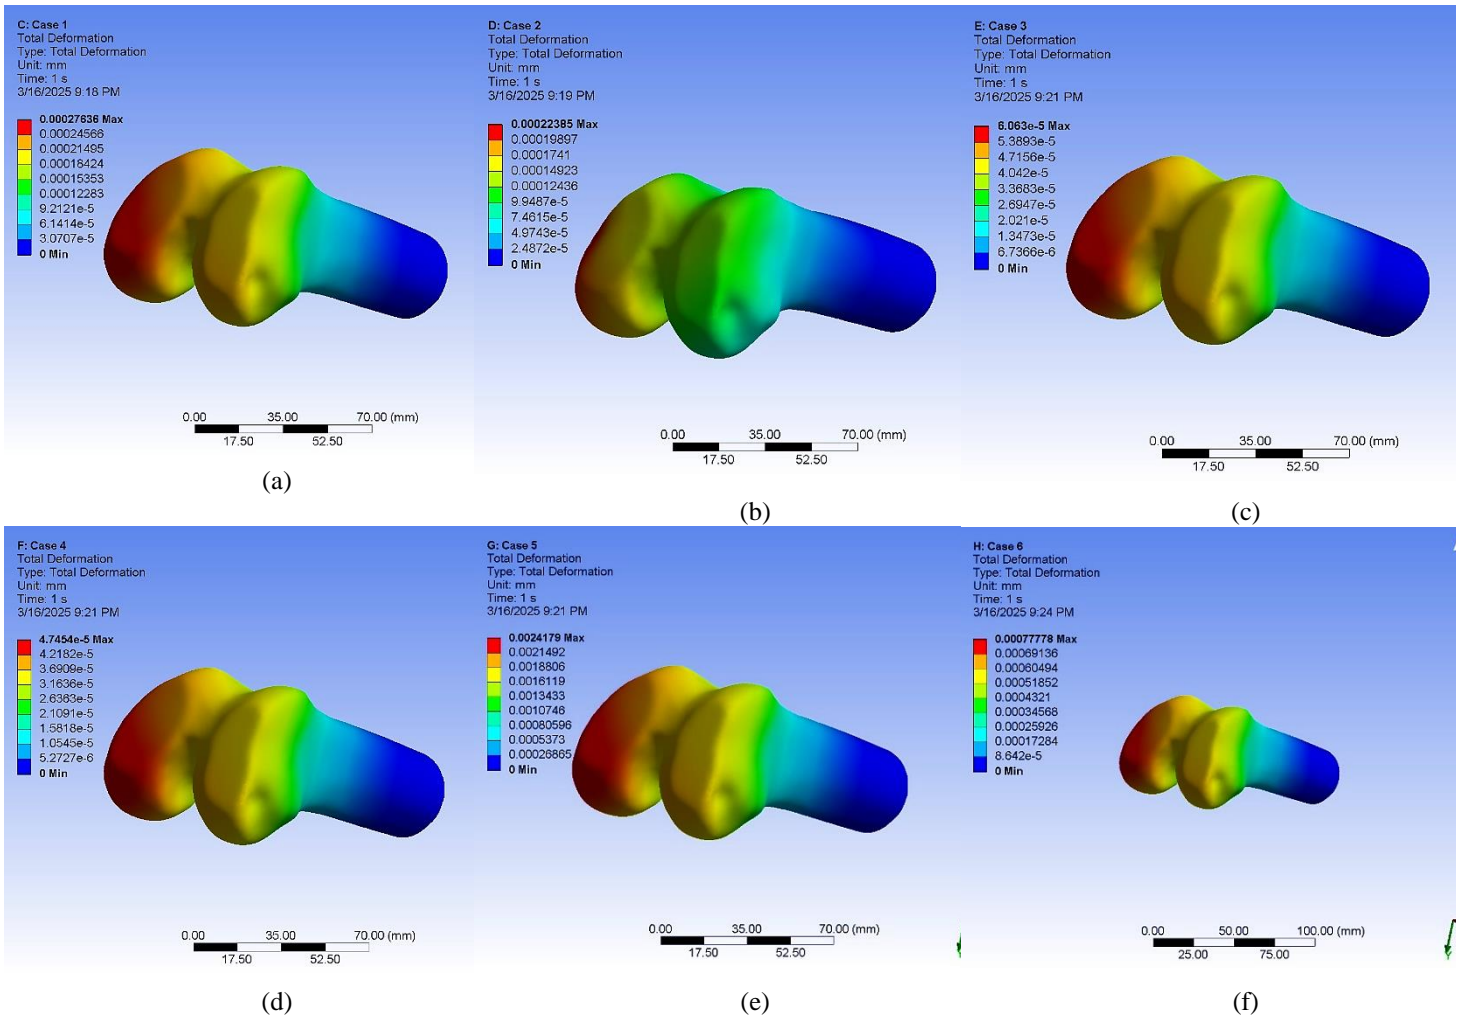 C: Case 1
Total Deformation
Type: Total Deformation
Unit: mm
Time: 1 s
3/16/2025 9:18 PM
0.00027636 Max
0.00024566
0.00021495
0.00018424
0.00015353
0.00012283
9.2121e-5
6.1414e-5
3.0707e-5
0 Min
0.00 35.00 70.00 (mm)
17.50 52.50
(a)
D: Case 2
Total Deformation
Type: Total Deformation
Unit: mm
Time: 1 s
3/16/2025 9:19 PM
0.00022385 Max
0.00019897
0.0001741
0.00014923
0.00012436
9.9487e-5
7.4615e-5
4.9743e-5
2.4872e-5
0 Min
0.00 35.00 70.00 (mm)
17.50 52.50
(b)
E: Case 3
Total Deformation
Type: Total Deformation
Unit: mm
Time: 1 s
3/16/2025 9:21 PM
6.063e-5 Max
5.3893e-5
4.7156e-5
4.042e-5
3.3683e-5
2.6947e-5
2.021e-5
1.3473e-5
6.7366e-6
0 Min
0.00 35.00 70.00 (mm)
17.50 52.50
(c)
F: Case 4
Total Deformation
Type: Total Deformation
Unit: mm
Time: 1 s
3/16/2025 9:21 PM
4.7454e-5 Max
4.2182e-5
3.6909e-5
3.1636e-5
2.6363e-5
2.1091e-5
1.5818e-5
1.0545e-5
5.2727e-6
0 Min
0.00 35.00 70.00 (mm)
17.50 52.50
(d)
G: Case 5
Total Deformation
Type: Total Deformation
Unit: mm
Time: 1 s
3/16/2025 9:21 PM
0.0024179 Max
0.0021492
0.0018806
0.0016119
0.0013433
0.0010746
0.00080596
0.0005373
0.00026865
0 Min
0.00 35.00 70.00 (mm)
17.50 52.50
(e)
H: Case 6
Total Deformation
Type: Total Deformation
Unit: mm
Time: 1 s
3/16/2025 9:24 PM
0.00077778 Max
0.00069136
0.00060494
0.00051852
0.0004321
0.00034568
0.00025926
0.00017284
8.642e-5
0 Min
0.00 50.00 100.00 (mm)
25.00 75.00
(f)